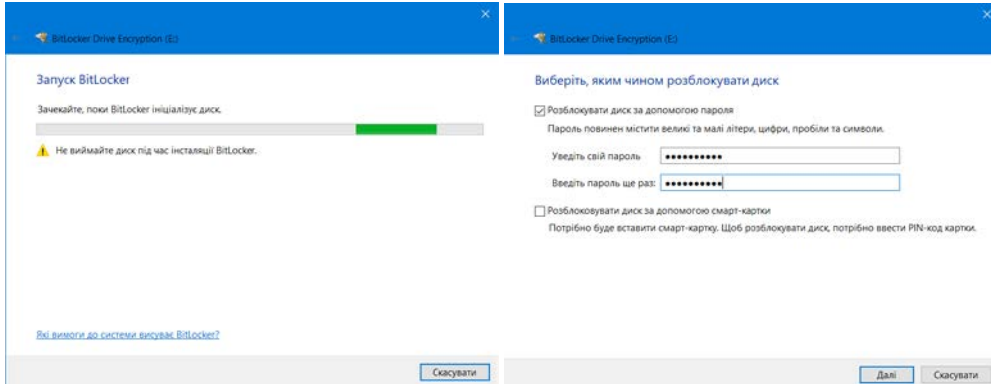 BitLocker Drive Encryption (E:)
Запуск BitLocker
Зачекайте, поки BitLocker ініціалізує диск.
Не виймайте диск під час інсталяції BitLocker.
Які вимоги до системи висуває BitLocker?
Скасувати
BitLocker Drive Encryption (E:)
Виберіть, яким чином розблокувати диск
Розблокувати диск за допомогою пароля
Пароль повинен містити великі та малі літери, цифри, пробіли та символи.
Уведіть свій пароль ●●●●●●●●●●
Введіть пароль ще раз: ●●●●●●●●●●
Розблоковувати диск за допомогою смарт-картки
Потрібно буде вставити смарт-картку. Щоб розблокувати диск, потрібно ввести PIN-код картки.
Далі Скасувати